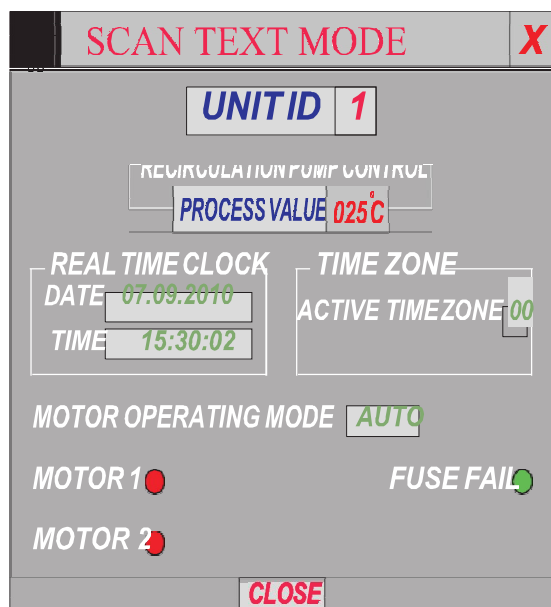 SCAN TEXT MODE X
UNIT ID 1
RECIRCULATION PUMP CONTROL
PROCESS VALUE 025°C
REAL TIME CLOCK
DATE 07.09.2010
TIME 15:30:02
TIME ZONE
ACTIVE TIME ZONE 00
MOTOR OPERATING MODE AUTO
MOTOR 1
FUSE FAIL
MOTOR 2
CLOSE